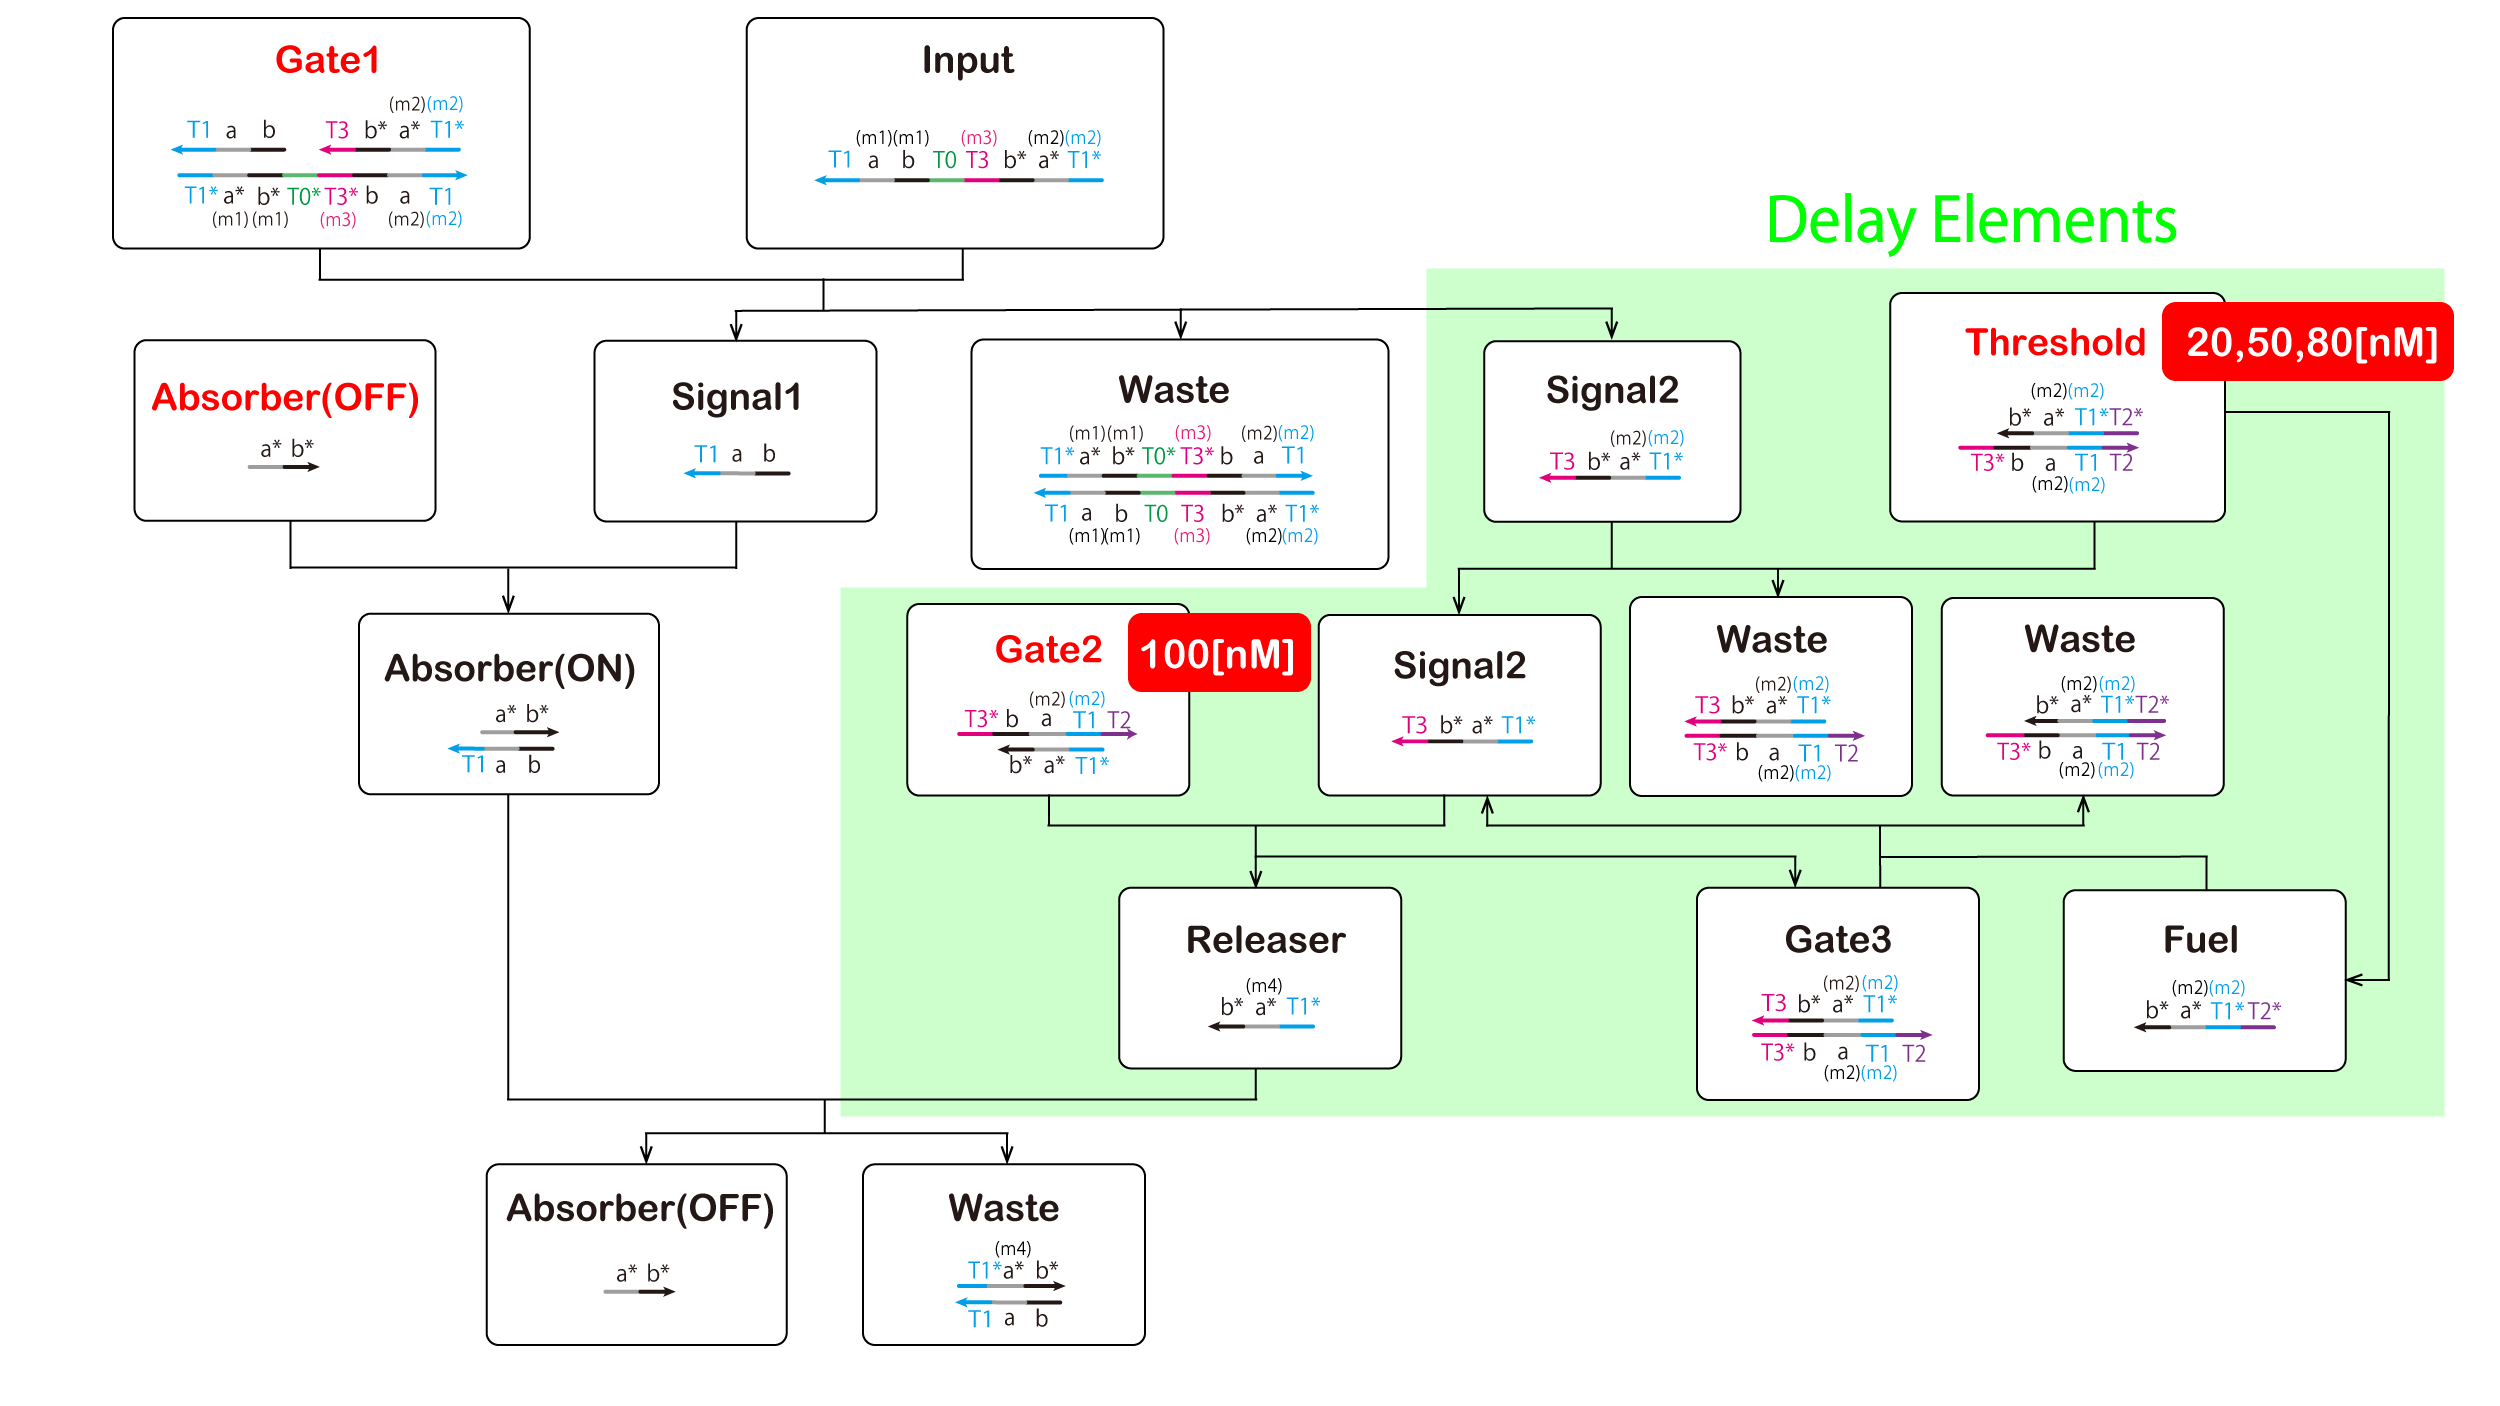 Gate1
(m2)(m2)
T1 a b T3 b* a* T1*
T1* a* b* T0* T3* b a T1
(m1) (m1) (m3) (m2)(m2)
Input
(m1)(m1) (m3) (m2)(m2)
T1 a b T0 T3 b* a* T1*
Delay Elements
Absorber(OFF)
a* b*
Signal1
T1 a b
Waste
(m1)(m1) (m3) (m2)(m2)
T1* a* b* T0* T3* b a T1
T1 a b T0 T3 b* a* T1*
(m1)(m1) (m3) (m2)(m2)
Signal2
(m2)(m2)
T3 b* a* T1*
Threshold
20,50,80[nM]
(m2)(m2)
b* a* T1*T2*
T3* b a T1 T2
(m2)(m2)
Absorber(ON)
a* b*
T1 a b
Gate2
100[nM]
(m2)(m2)
T3* b a T1 T2
b* a* T1*
Signal2
T3 b* a* T1*
Waste
(m2)(m2)
T3 b* a* T1*
T3* b a T1 T2
(m2)(m2)
Waste
(m2)(m2)
b* a* T1*T2*
T3* b a T1 T2
(m2)(m2)
Releaser
(m4)
b* a* T1*
Gate3
(m2)(m2)
T3 b* a* T1*
T3* b a T1 T2
(m2)(m2)
Fuel
(m2)(m2)
b* a* T1*T2*
Absorber(OFF)
a* b*
Waste
(m4)
T1*a* b*
T1 a b